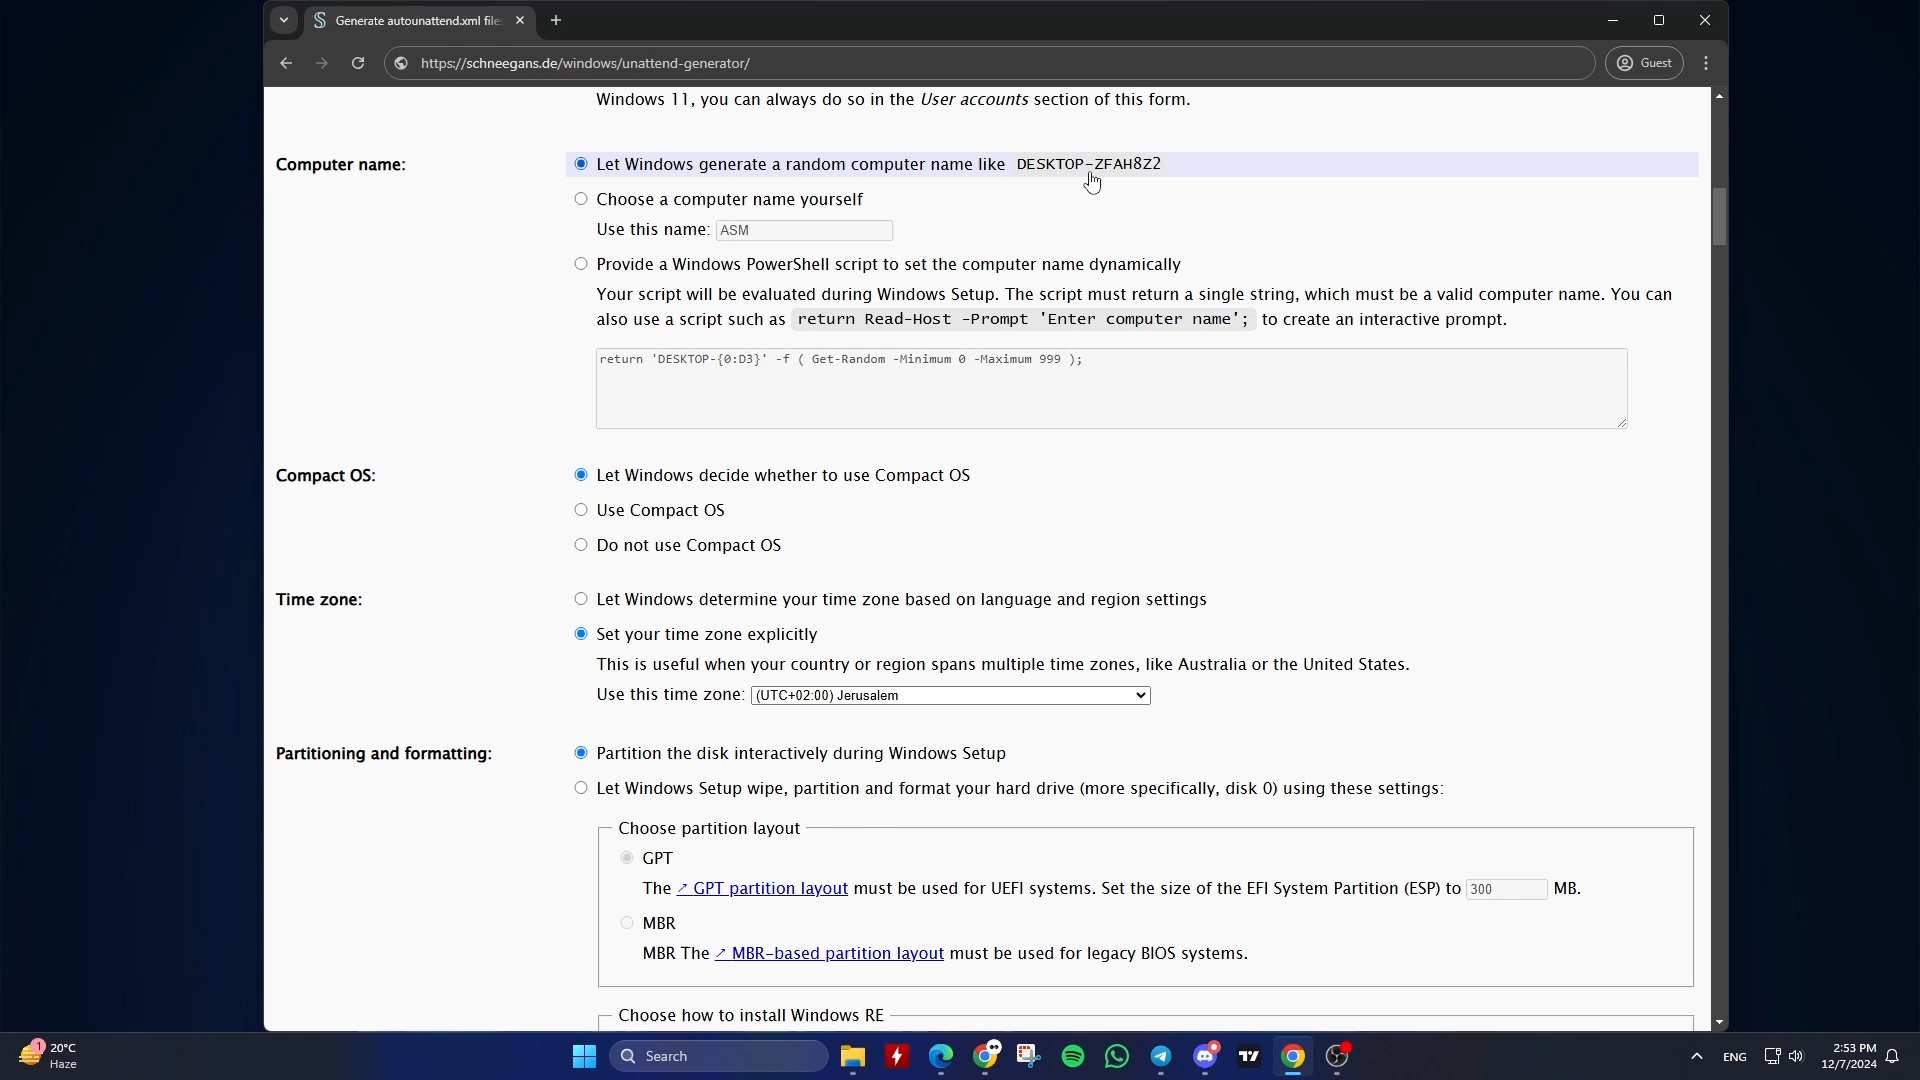 Generate autounattend.xml file
https://schneegans.de/windows/unattend-generator/
Guest
Windows 11, you can always do so in the User accounts section of this form.
Computer name:
Let Windows generate a random computer name like DESKTOP-ZFAH8Z2
Choose a computer name yourself
Use this name: ASM
Provide a Windows PowerShell script to set the computer name dynamically
Your script will be evaluated during Windows Setup. The script must return a single string, which must be a valid computer name. You can
also use a script such as return Read-Host -Prompt 'Enter computer name'; to create an interactive prompt.
return 'DESKTOP-{0:D3}' -f ( Get-Random -Minimum 0 -Maximum 999 );
Compact OS:
Let Windows decide whether to use Compact OS
Use Compact OS
Do not use Compact OS
Time zone:
Let Windows determine your time zone based on language and region settings
Set your time zone explicitly
This is useful when your country or region spans multiple time zones, like Australia or the United States.
Use this time zone: (UTC+02:00) Jerusalem
Partitioning and formatting:
Partition the disk interactively during Windows Setup
Let Windows Setup wipe, partition and format your hard drive (more specifically, disk 0) using these settings:
Choose partition layout
GPT
The ↗ GPT partition layout must be used for UEFI systems. Set the size of the EFI System Partition (ESP) to 300 MB.
MBR
MBR The ↗ MBR-based partition layout must be used for legacy BIOS systems.
Choose how to install Windows RE
1
20°C
Haze
Search
ENG
2:53 PM
12/7/2024